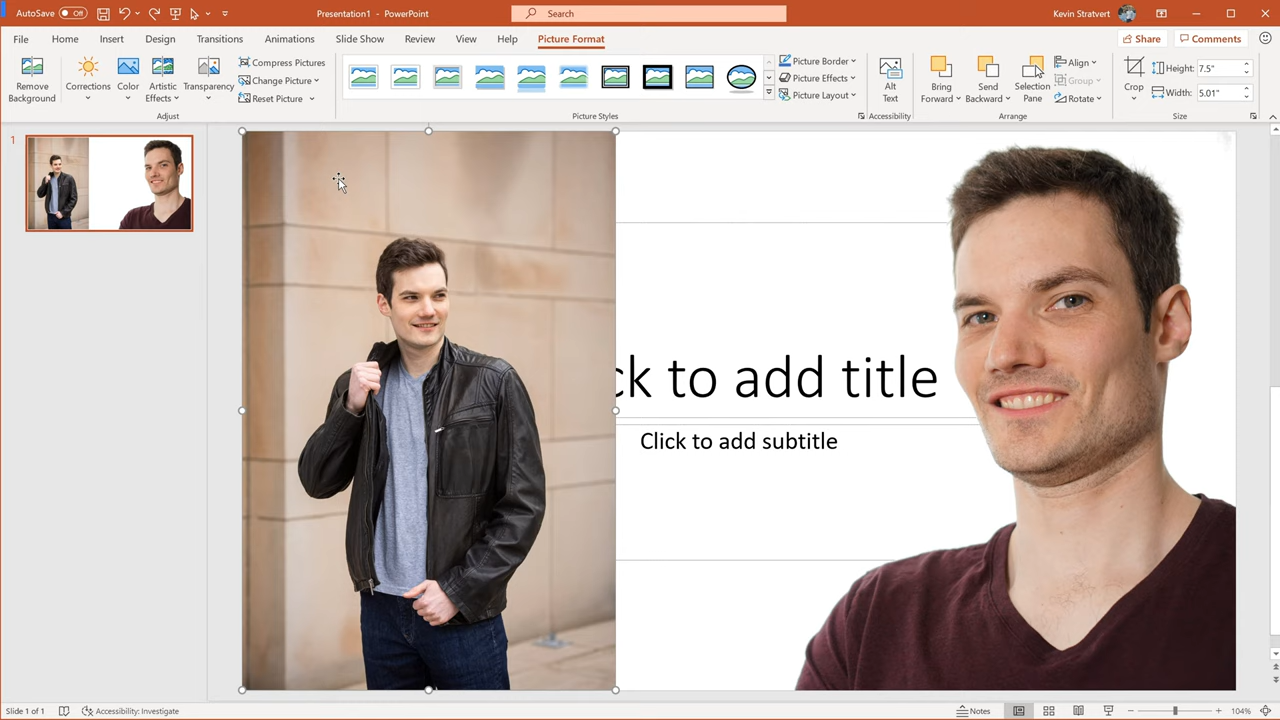 AutoSave Off Presentation1 - PowerPoint Search Kevin Stratvert
File Home Insert Design Transitions Animations Slide Show Review View Help Picture Format Share Comments
Remove Background
Corrections
Color
Artistic Effects
Transparency
Compress Pictures
Change Picture
Reset Picture
Picture Border
Picture Effects
Picture Layout
Alt Text
Bring Forward
Send Backward
Selection Pane
Align
Group
Rotate
Crop
Height: 7.5"
Width: 5.01"
Adjust Picture Styles Accessibility Arrange Size
1
ck to add title
Click to add subtitle
Slide 1 of 1 Accessibility: Investigate Notes 104%